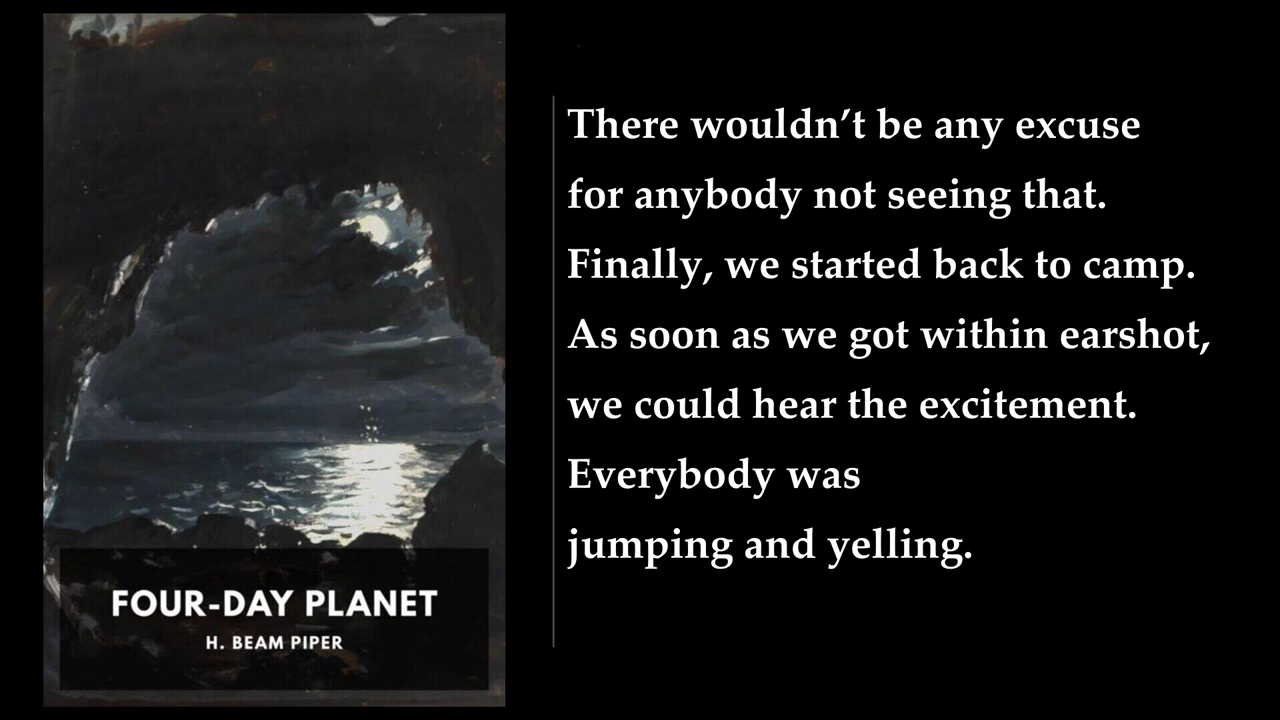 FOUR-DAY PLANET
H. BEAM PIPER
There wouldn’t be any excuse
for anybody not seeing that.
Finally, we started back to camp.
As soon as we got within earshot,
we could hear the excitement.
Everybody was
jumping and yelling.